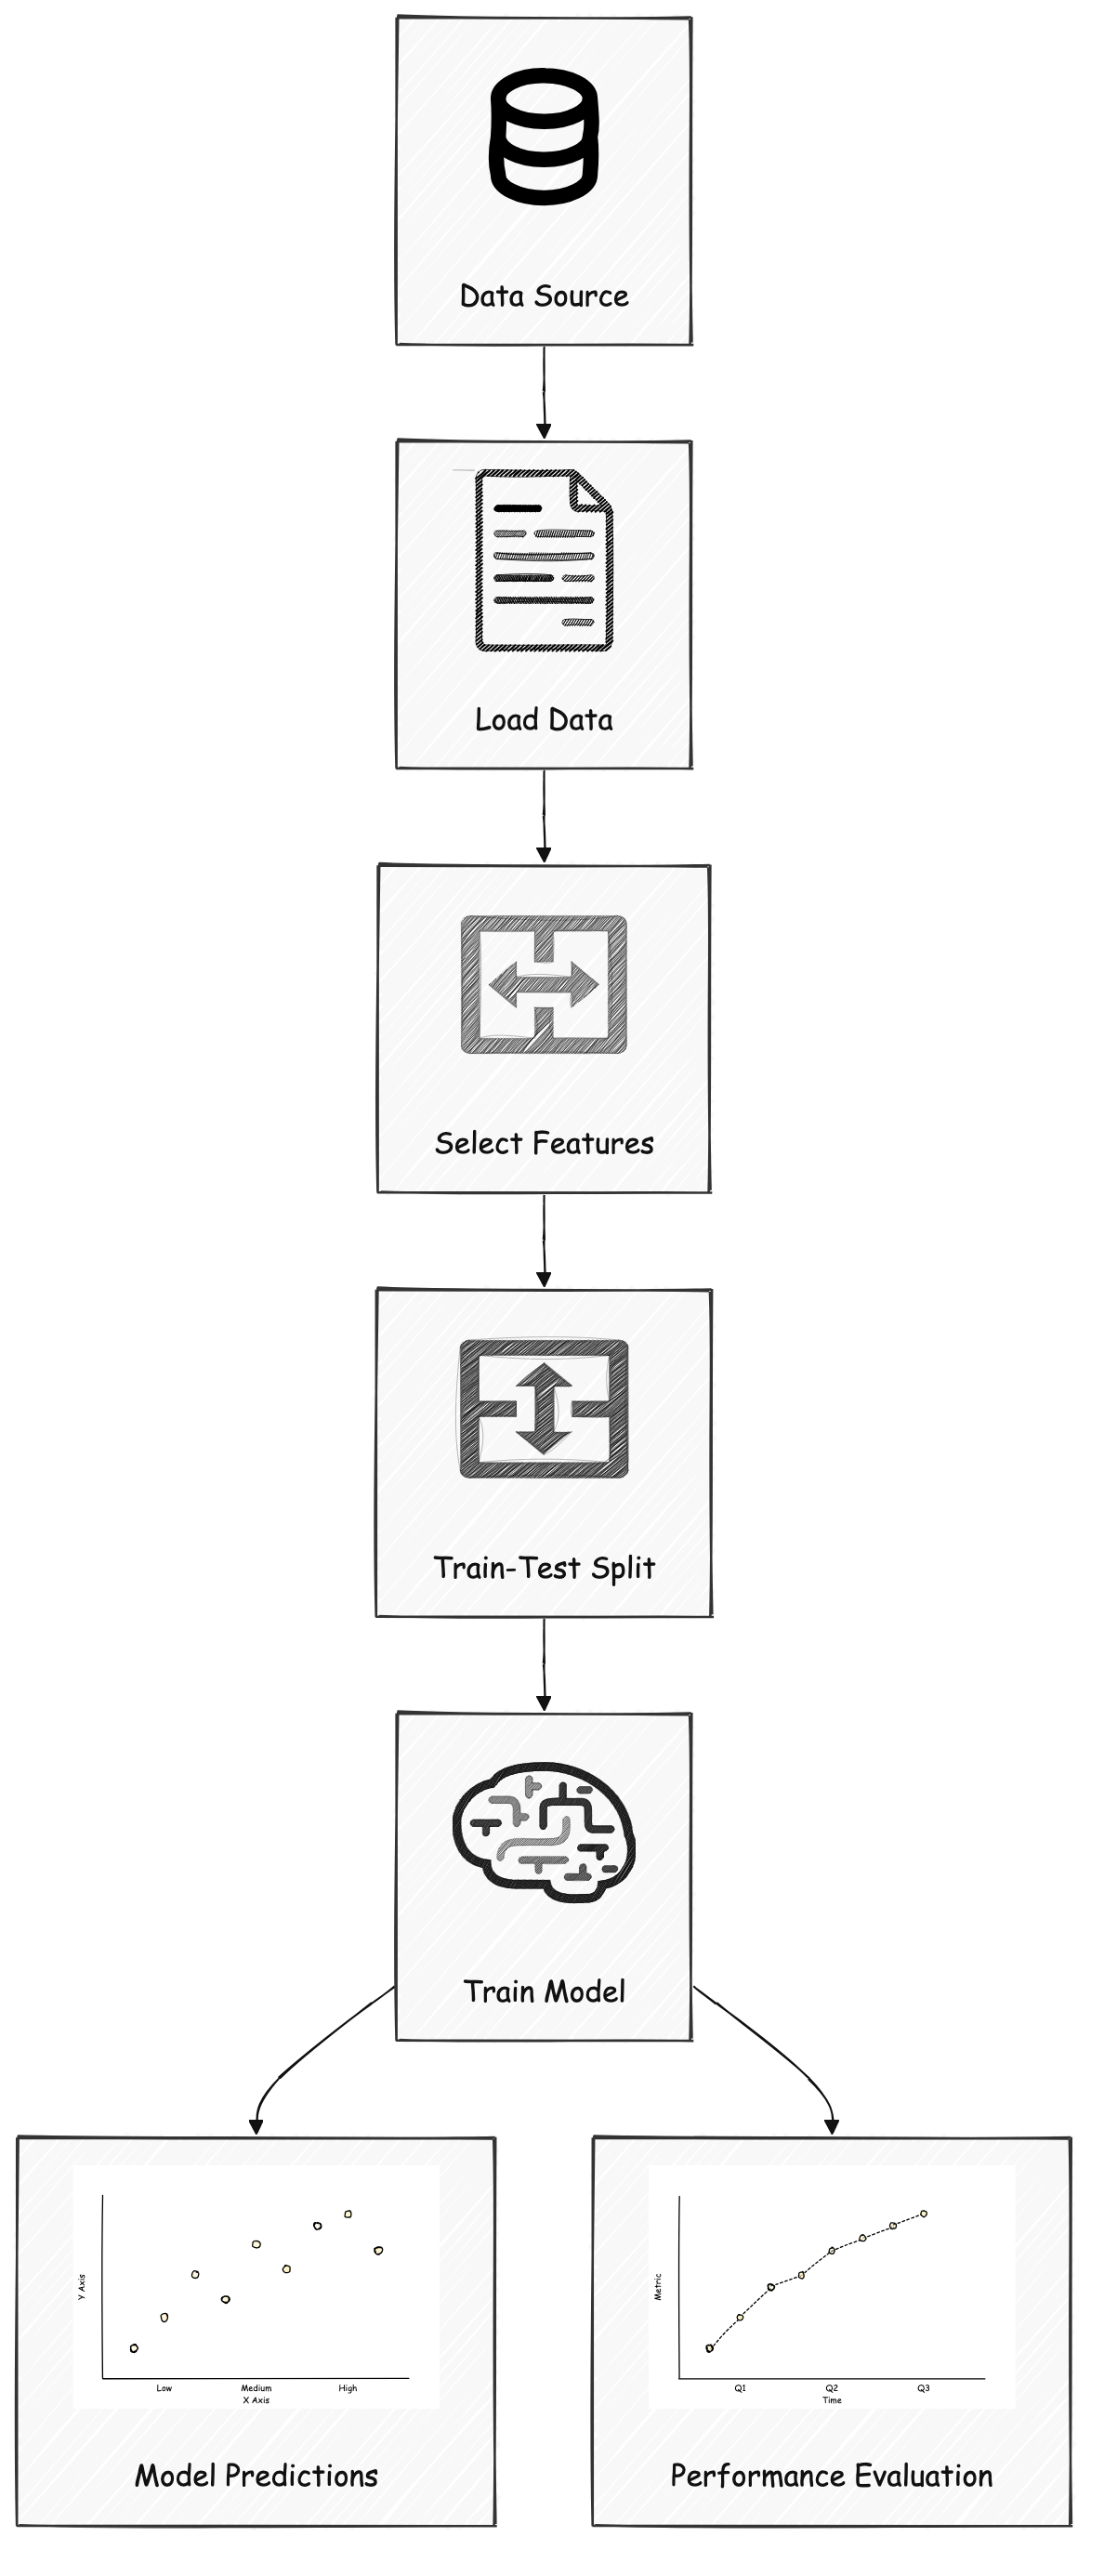 Data Source
Load Data
Select Features
Train-Test Split
Train Model
Y Axis
Low Medium High
X Axis
Model Predictions
Metric
Q1 Q2 Q3
Time
Performance Evaluation